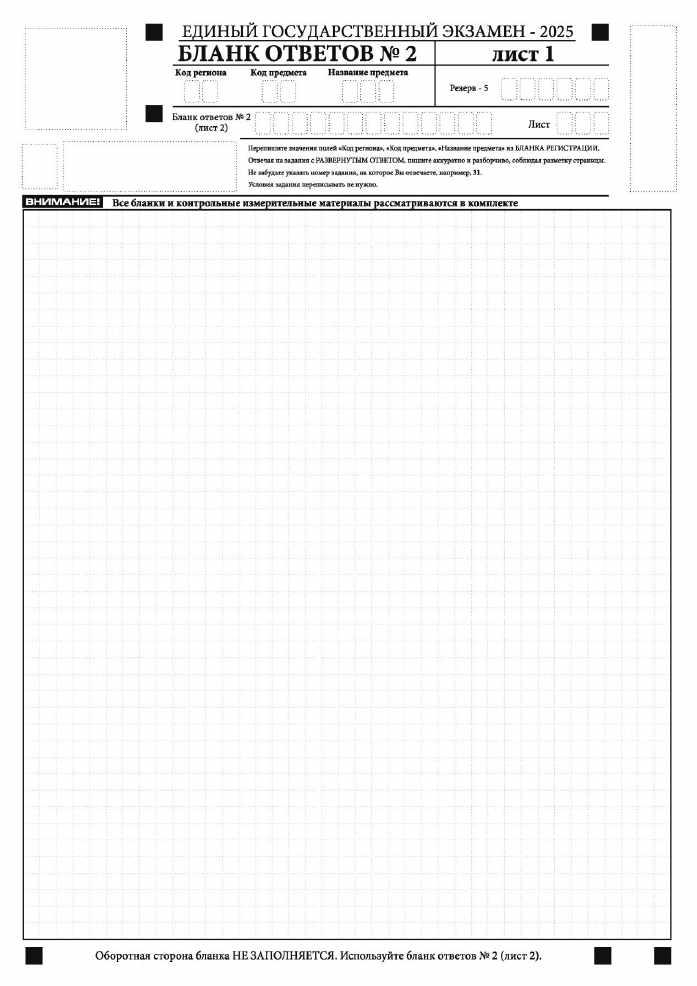 ЕДИНЫЙ ГОСУДАРСТВЕННЫЙ ЭКЗАМЕН - 2025
БЛАНК ОТВЕТОВ № 2 лист 1
Код региона Код предмета Название предмета
Резерв - 5
Бланк ответов № 2
(лист 2)
Лист
Перепишите значения полей «Код региона», «Код предмета», «Название предмета» из БЛАНКА РЕГИСТРАЦИИ.
Отвечая на задания с РАЗВЕРНУТЫМ ОТВЕТОМ, пишите аккуратно и разборчиво, соблюдая разметку страницы.
Не забудьте указать номер задания, на которое Вы отвечаете, например, 31.
Условия задания переписывать не нужно.
ВНИМАНИЕ! Все бланки и контрольные измерительные материалы рассматриваются в комплекте
Оборотная сторона бланка НЕ ЗАПОЛНЯЕТСЯ. Используйте бланк ответов № 2 (лист 2).